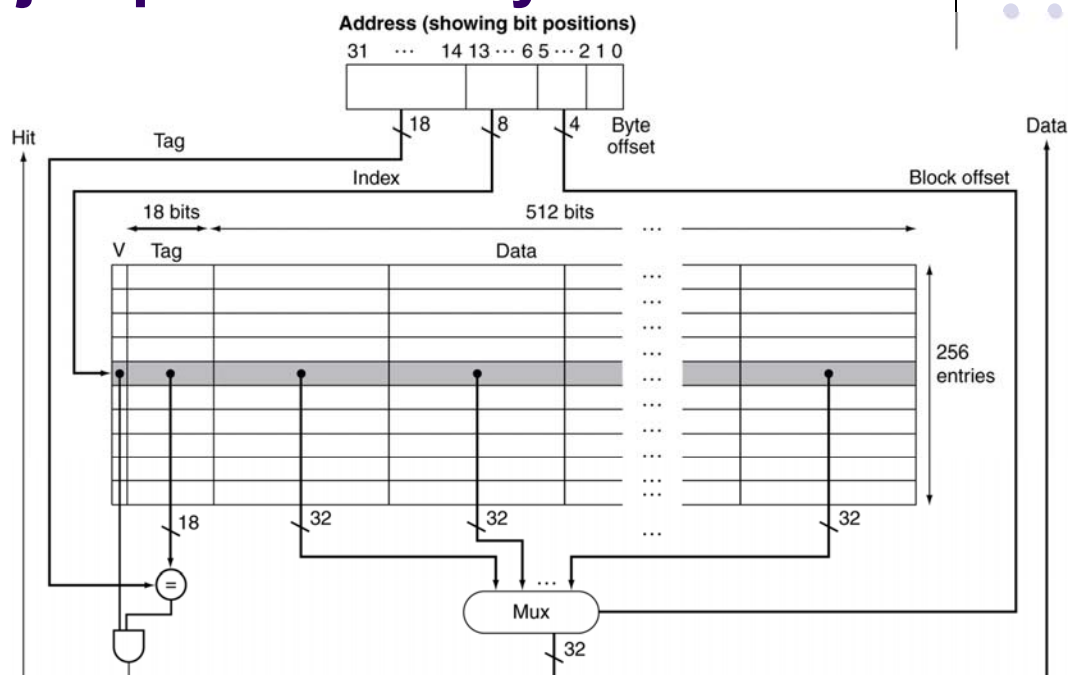 Address (showing bit positions)
31 ... 14 13 ... 6 5 ... 2 1 0
18 8 4 Byte
offset
Hit
Tag
Data
Index
Block offset
18 bits
512 bits
...
V Tag Data
...
...
...
...
...
...
...
...
...
...
256
entries
18 32 32 32
...
=
...
Mux
32